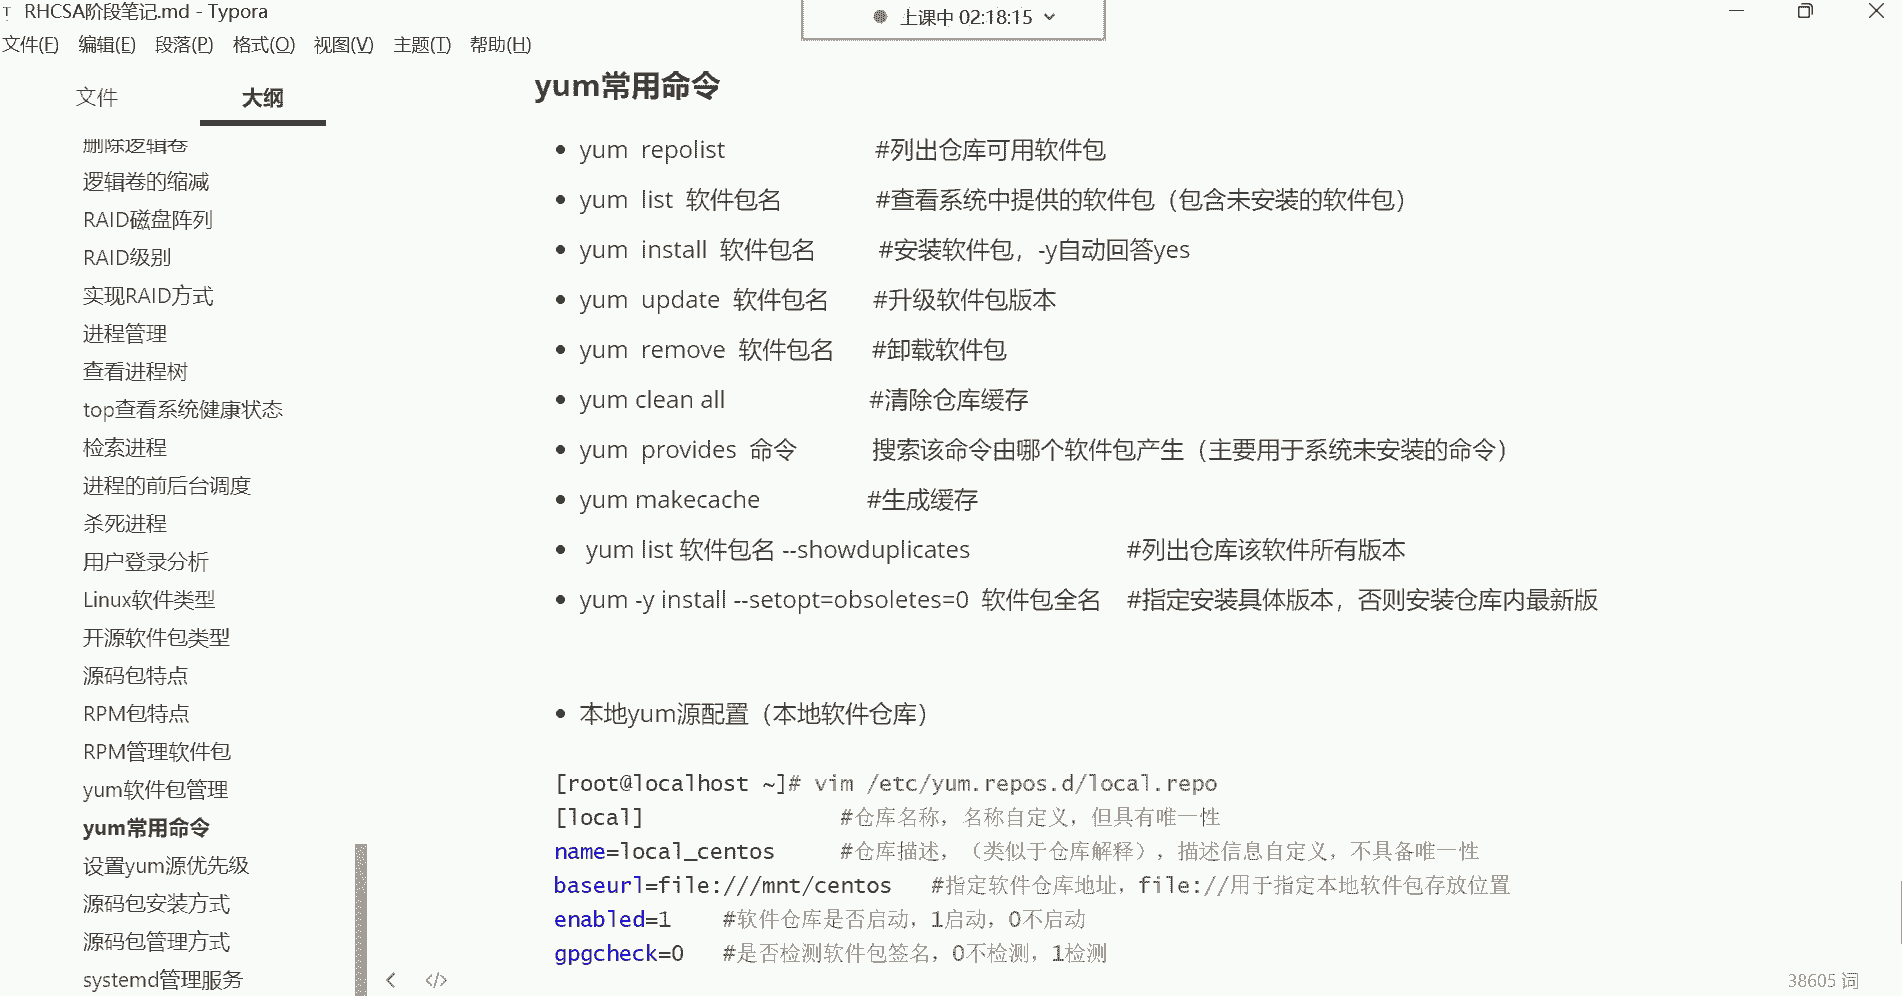 RHCSA阶段笔记.md - Typora
上课中 02:18:15
文件(F) 编辑(E) 段落(P) 格式(O) 视图(V) 主题(T) 帮助(H)
文件 大纲
删除逻辑卷
逻辑卷的缩减
RAID磁盘阵列
RAID级别
实现RAID方式
进程管理
查看进程树
top查看系统健康状态
检索进程
进程的前后台调度
杀死进程
用户登录分析
Linux软件类型
开源软件包类型
源码包特点
RPM包特点
RPM管理软件包
yum软件包管理
yum常用命令
设置yum源优先级
源码包安装方式
源码包管理方式
systemd管理服务
yum常用命令
yum repolist #列出仓库可用软件包
yum list 软件包名 #查看系统中提供的软件包（包含未安装的软件包）
yum install 软件包名 #安装软件包，-y自动回答yes
yum update 软件包名 #升级软件包版本
yum remove 软件包名 #卸载软件包
yum clean all #清除仓库缓存
yum provides 命令 搜索该命令由哪个软件包产生（主要用于系统未安装的命令）
yum makecache #生成缓存
yum list 软件包名 --showduplicates #列出仓库该软件所有版本
yum -y install --setopt=obsoletes=0 软件包全名 #指定安装具体版本，否则安装仓库内最新版
本地yum源配置（本地软件仓库）
[root@localhost ~]# vim /etc/yum.repos.d/local.repo
[local] #仓库名称，名称自定义，但具有唯一性
name=local_centos #仓库描述，（类似于仓库解释），描述信息自定义，不具备唯一性
baseurl=file:///mnt/centos #指定软件仓库地址，file://用于指定本地软件包存放位置
enabled=1 #软件仓库是否启动，1启动，0不启动
gpgcheck=0 #是否检测软件包签名，0不检测，1检测
38605 词